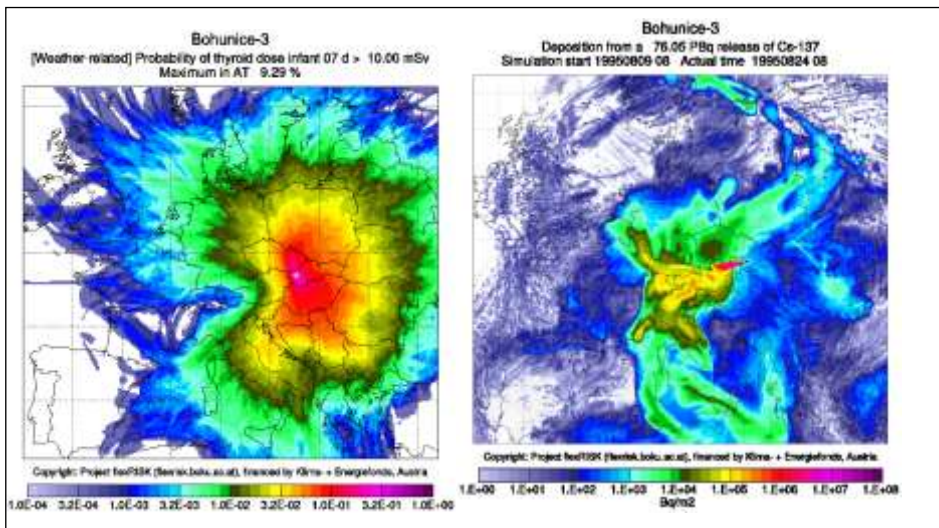 Bohunice-3
[Weather-related] Probability of thyroid dose infant 07 d > 10.00 mSv
Maximum in AT 9.29 %
Copyright: Project flexRISK (flexrisk.boku.ac.at), financed by Klima- + Energiefonds, Austria
1.0E-04 3.2E-04 1.0E-03 3.2E-03 1.0E-02 3.2E-02 1.0E-01 3.2E-01 1.0E+00
Bohunice-3
Deposition from a 76.05 PBq release of Cs-137
Simulation start 19950809 08 Actual time 19950824 08
Copyright: Project flexRISK (flexrisk.boku.ac.at), financed by Klima- + Energiefonds, Austria
1.E+00 1.E+01 1.E+02 1.E+03 1.E+04 1.E+05 1.E+06 1.E+07 1.E+08
Bq/m2